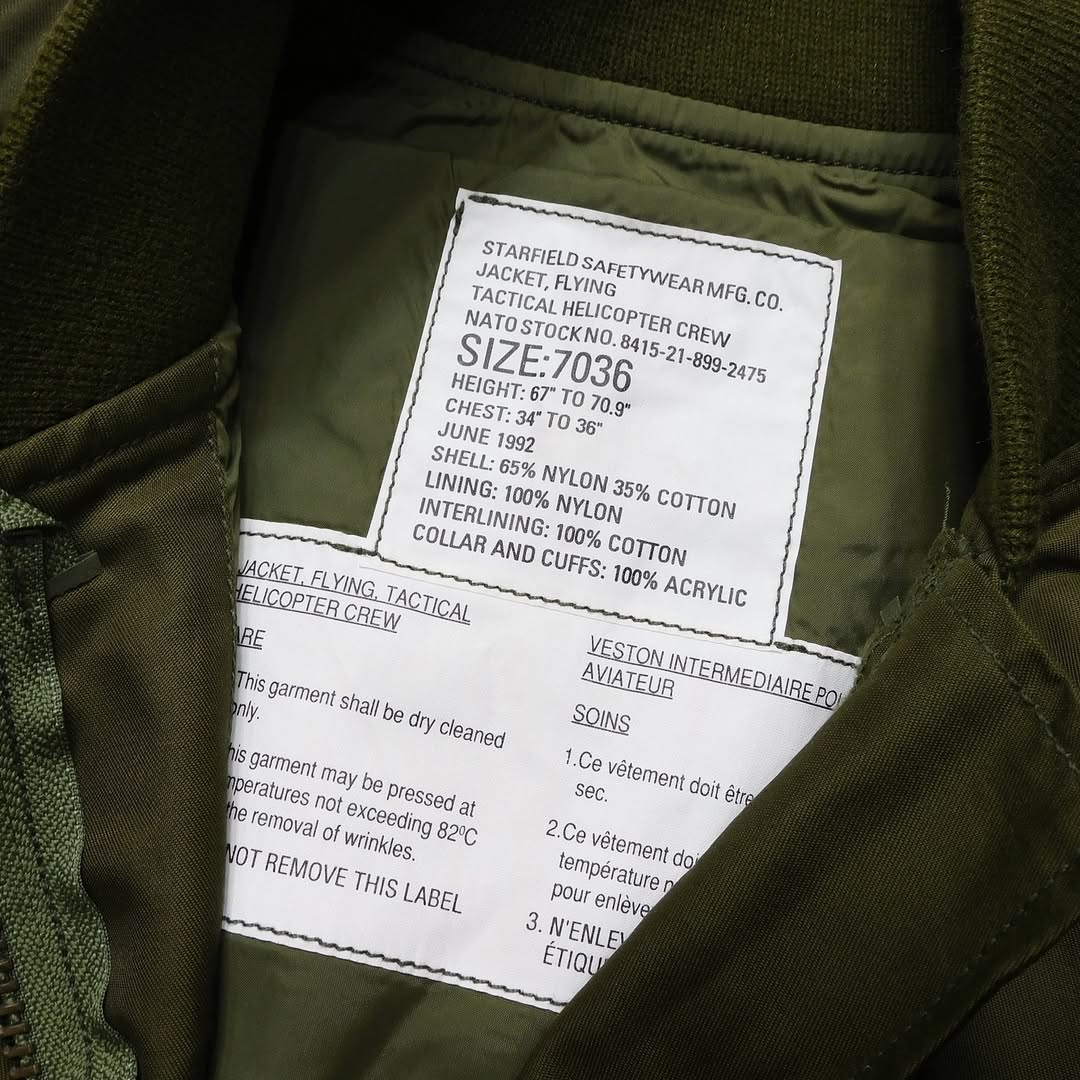 STARFIELD SAFETYWEAR MFG. CO.
JACKET, FLYING
TACTICAL HELICOPTER CREW
NATO STOCK NO. 8415-21-899-2475
SIZE:7036
HEIGHT: 67" TO 70.9"
CHEST: 34" TO 36"
JUNE 1992
SHELL: 65% NYLON 35% COTTON
LINING: 100% NYLON
INTERLINING: 100% COTTON
COLLAR AND CUFFS: 100% ACRYLIC
JACKET, FLYING, TACTICAL
HELICOPTER CREW
ARE
This garment shall be dry cleaned
only.
his garment may be pressed at
mperatures not exceeding 82ºC
the removal of wrinkles.
NOT REMOVE THIS LABEL
VESTON INTERMEDIAIRE PO
AVIATEUR
SOINS
1.Ce vêtement doit être
sec.
2.Ce vêtement doi
température
pour enlève
3. N'ENLEV
ÉTIQU